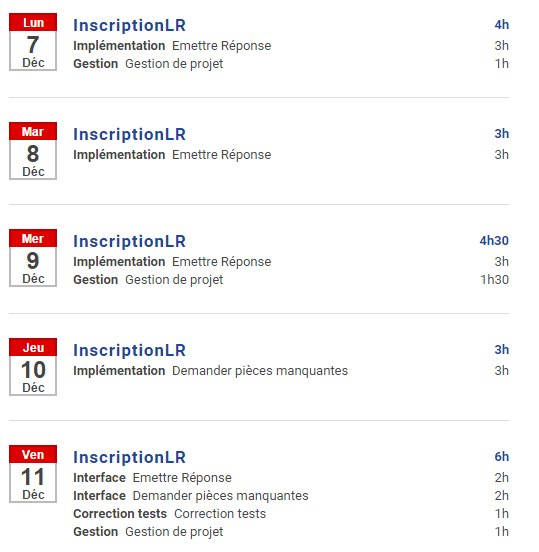 Lun
7
Déc
InscriptionLR 4h
Implémentation Emettre Réponse 3h
Gestion Gestion de projet 1h
Mar
8
Déc
InscriptionLR 3h
Implémentation Emettre Réponse 3h
Mer
9
Déc
InscriptionLR 4h30
Implémentation Emettre Réponse 3h
Gestion Gestion de projet 1h30
Jeu
10
Déc
InscriptionLR 3h
Implémentation Demander pièces manquantes 3h
Ven
11
Déc
InscriptionLR 6h
Interface Emettre Réponse 2h
Interface Demander pièces manquantes 2h
Correction tests Correction tests 1h
Gestion Gestion de projet 1h